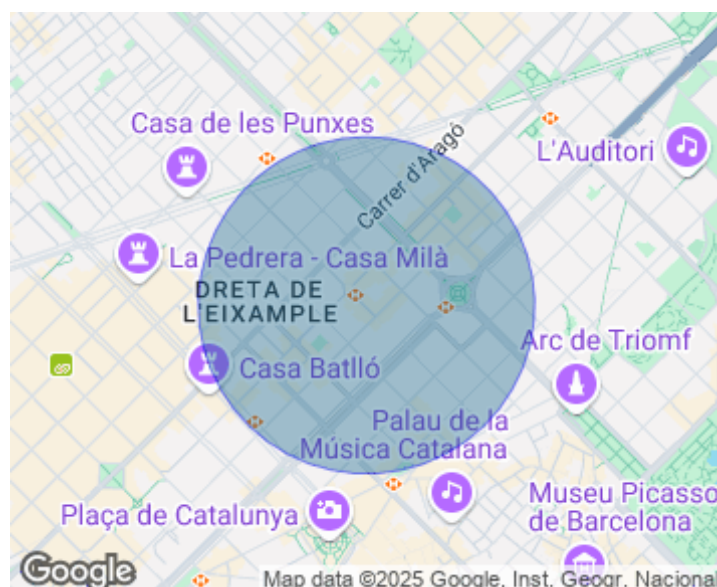 Casa de les Punxes
Carrer d'Aragó
L'Auditori
La Pedrera - Casa Milà
DRETA DE
L'EIXAMPLE
Arc de Triomf
Casa Batlló
Palau de la
Música Catalana
Plaça de Catalunya
Museu Picasso
de Barcelona
Google
Map data ©2025 Google, Inst. Geogr. Nacional